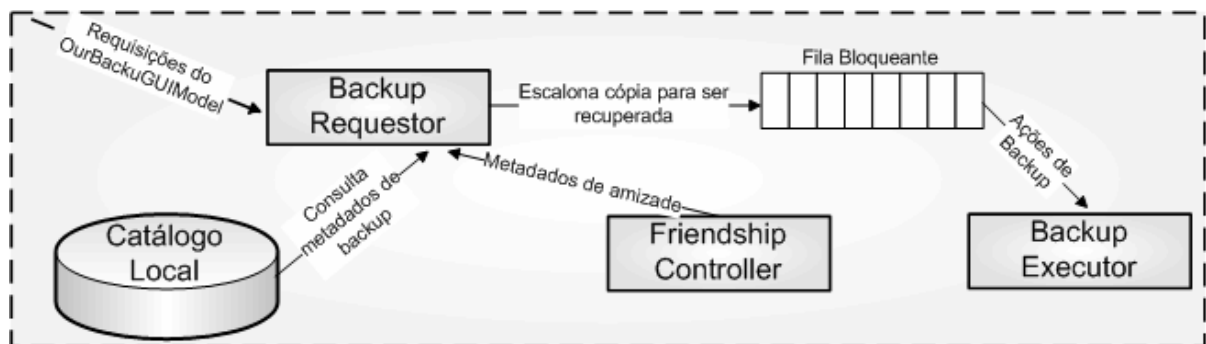 Requisições do
OurBackuGUIModel
Backup
Requestor
Escalona cópia para ser
recuperada
Fila Bloqueante
Ações de
Backup
Metadados de amizade
Consulta
metadados de
backup
Catálogo
Local
Friendship
Controller
Backup
Executor